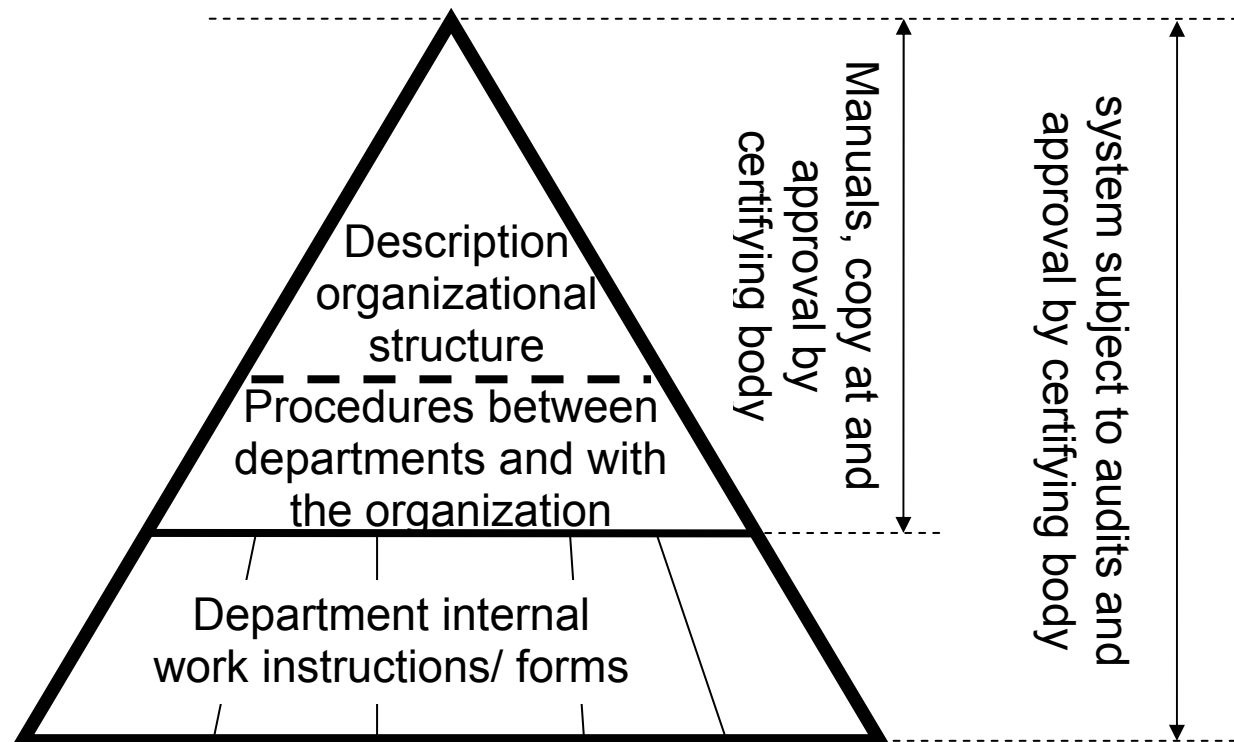 Description
organizational
structure
Procedures between
departments and with
the organization
Department internal
work instructions/ forms
Manuals, copy at and
approval by
certifying body
system subject to audits and
approval by certifying body